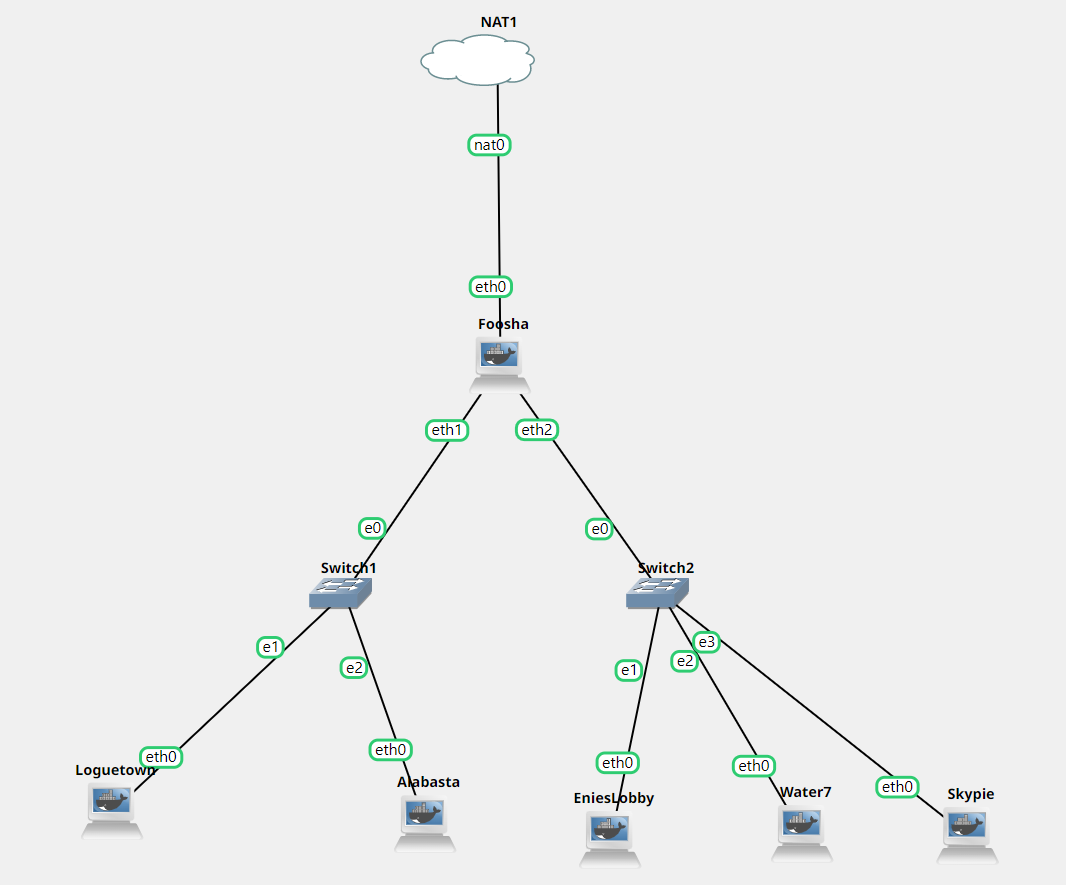 NAT1
nat0
eth0
Foosha
eth1
eth2
e0
e0
Switch1
Switch2
e1
e2
e1
e2
e3
eth0
eth0
eth0
eth0
eth0
Loguetown
Alabasta
EniesLobby
Water7
Skypie